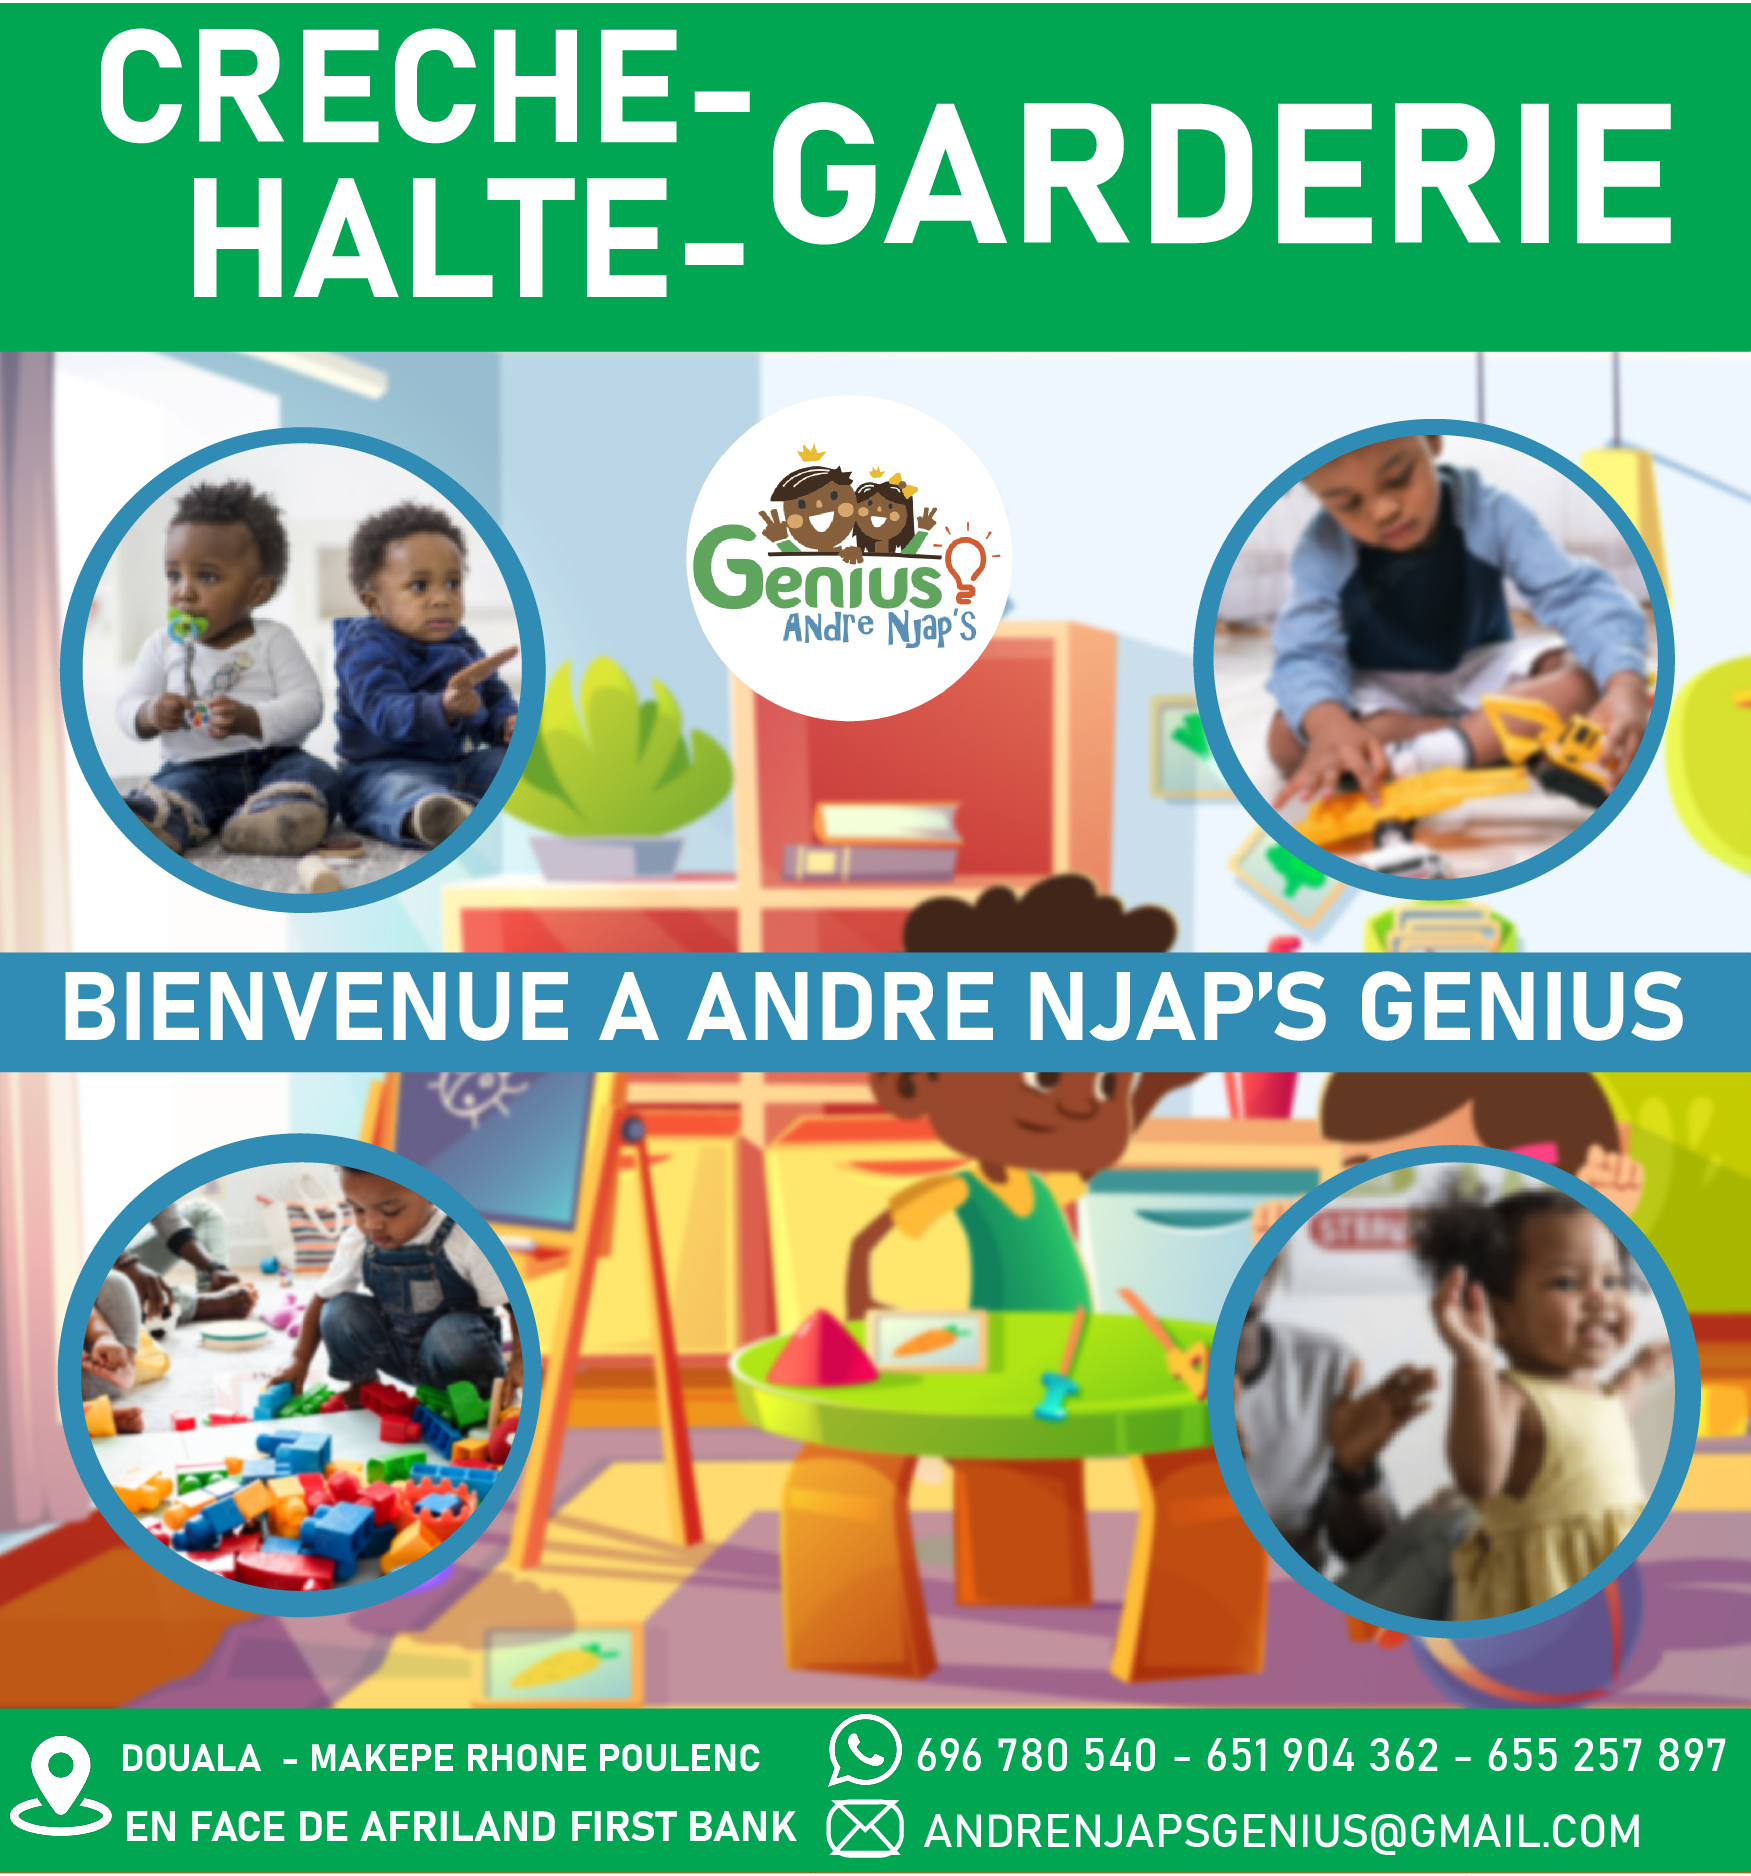 CRECHE-
HALTE-
GARDERIE
Genius
ANdre Njap'S
BIENVENUE A ANDRE NJAP'S GENIUS
DOUALA - MAKEPE RHONE POULENC
EN FACE DE AFRILAND FIRST BANK
696 780 540 - 651 904 362 - 655 257 897
ANDRENJAPSGENIUS@GMAIL.COM